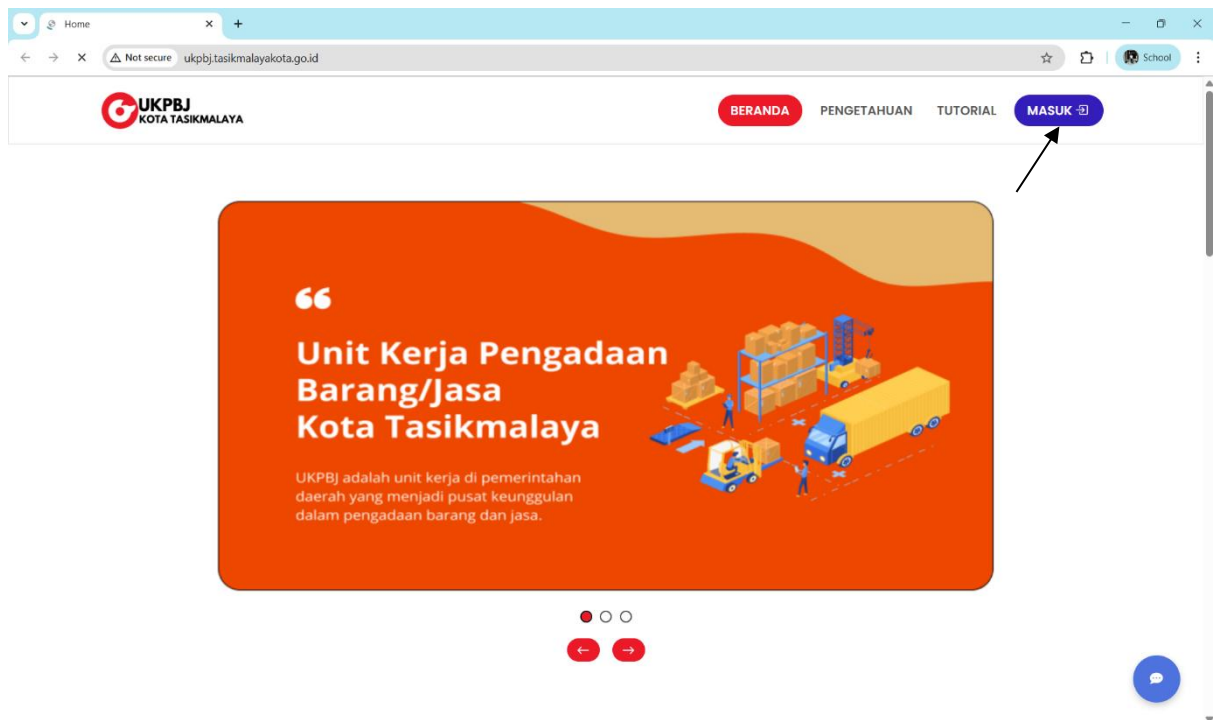 Home
Not secure ukpbj.tasikmalayakota.go.id
School
UKPBJ
KOTA TASIKMALAYA
BERANDA PENGETAHUAN TUTORIAL MASUK
Unit Kerja Pengadaan
Barang/Jasa
Kota Tasikmalaya
UKPBJ adalah unit kerja di pemerintahan
daerah yang menjadi pusat keunggulan
dalam pengadaan barang dan jasa.